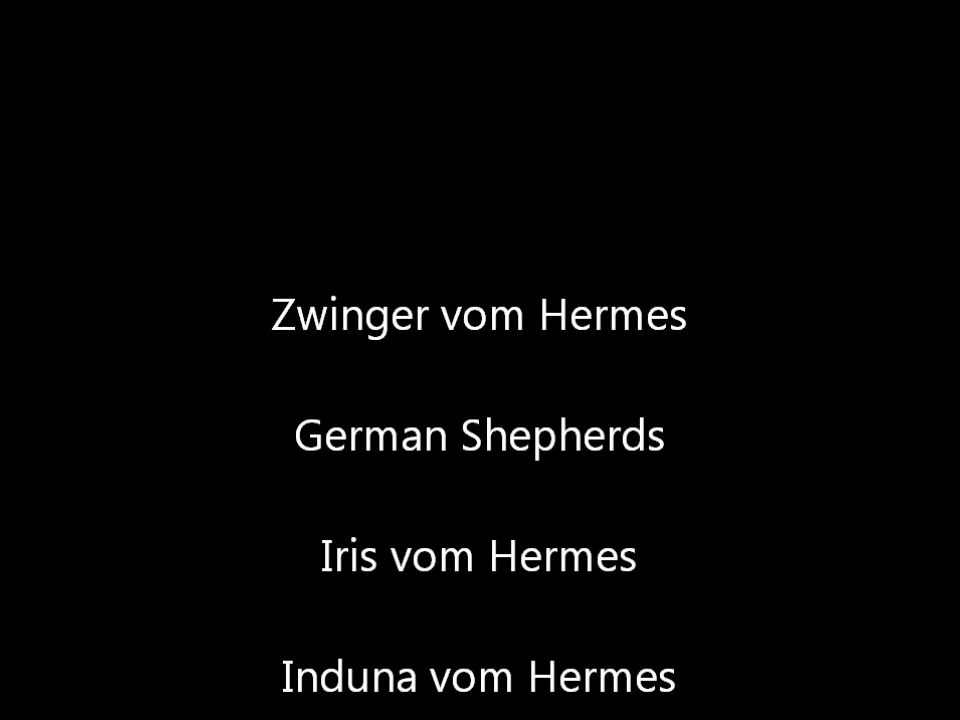 Zwinger vom Hermes
German Shepherds
Iris vom Hermes
Induna vom Hermes